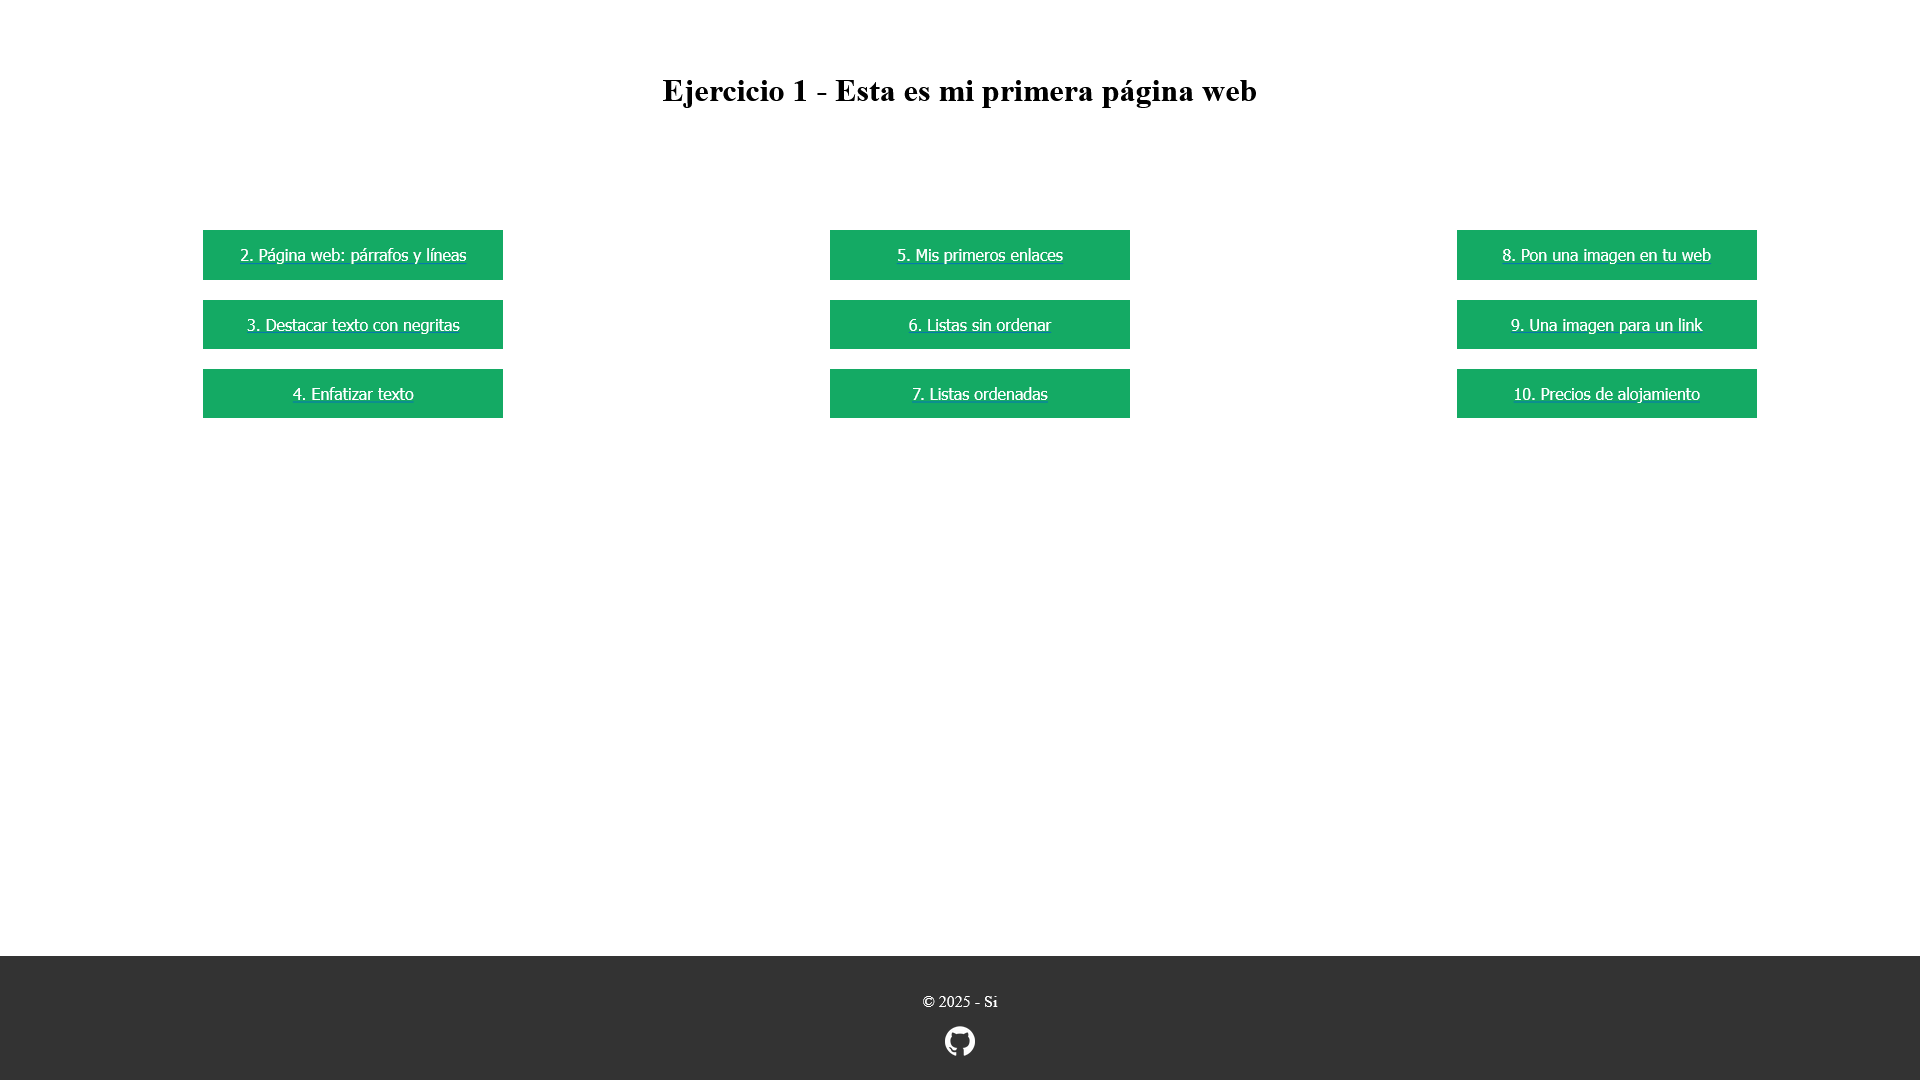 Ejercicio 1 - Esta es mi primera página web
2. Página web: párrafos y líneas
3. Destacar texto con negritas
4. Enfatizar texto
5. Mis primeros enlaces
6. Listas sin ordenar
7. Listas ordenadas
8. Pon una imagen en tu web
9. Una imagen para un link
10. Precios de alojamiento
© 2025 - Si